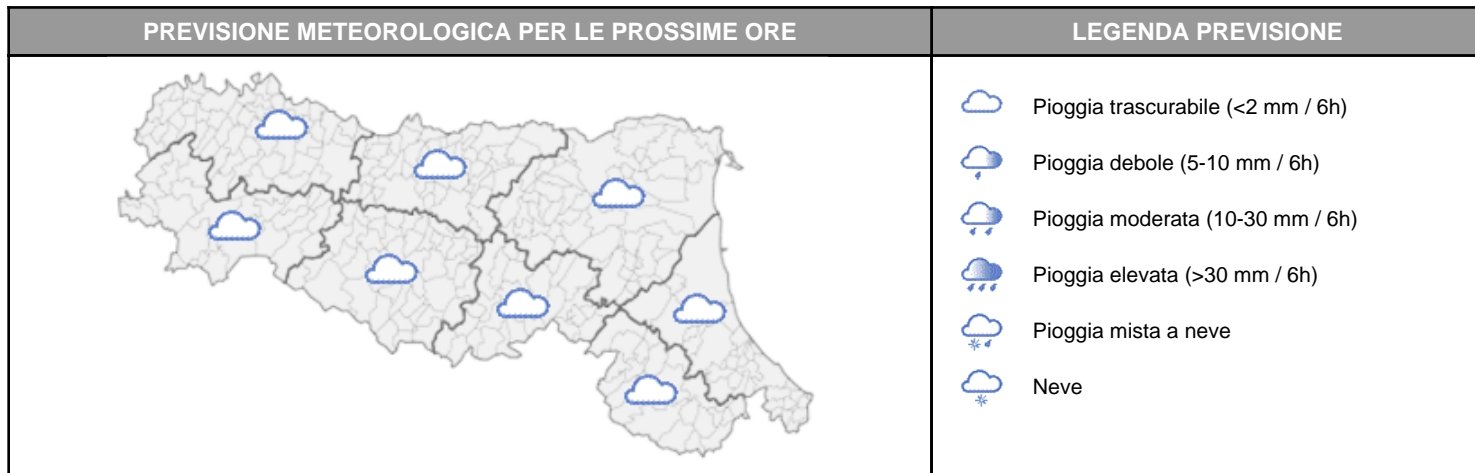 PREVISIONE METEOROLOGICA PER LE PROSSIME ORE
LEGENDA PREVISIONE
Pioggia trascurabile (<2 mm / 6h)
Pioggia debole (5-10 mm / 6h)
Pioggia moderata (10-30 mm / 6h)
Pioggia elevata (>30 mm / 6h)
Pioggia mista a neve
Neve